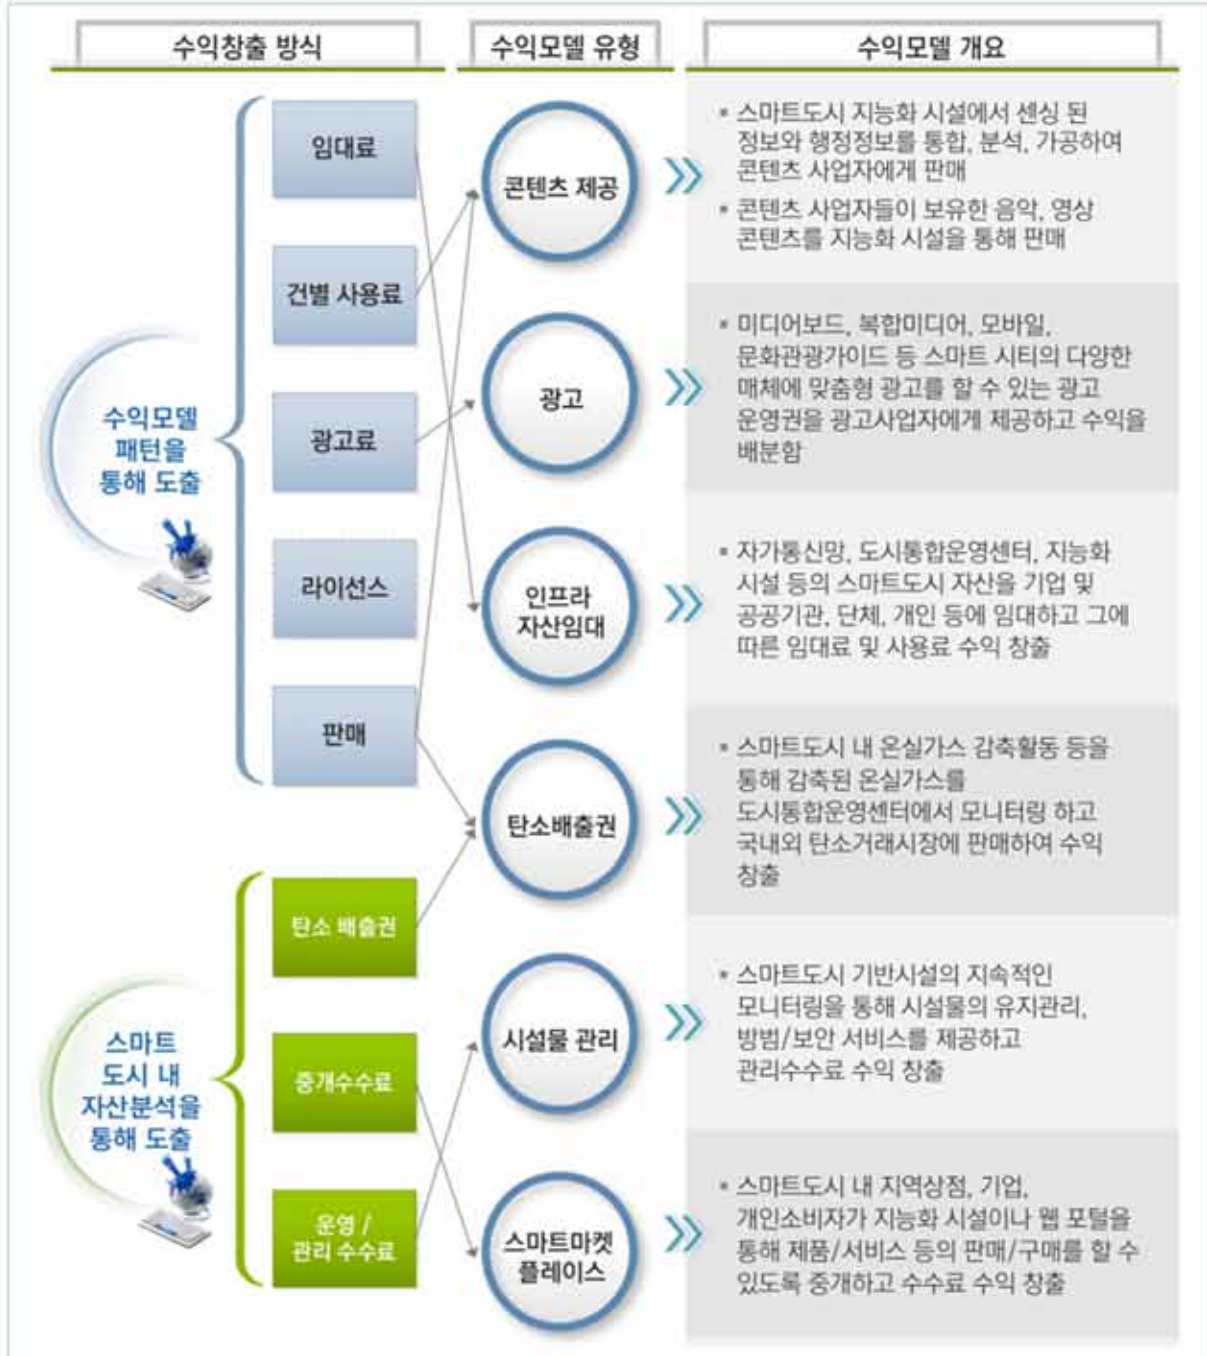 수익창출 방식
수익모델 유형
수익모델 개요
수익모델
패턴을
통해 도출
임대료
건별 사용료
광고료
라이선스
판매
스마트
도시 내
자산분석을
통해 도출
탄소 배출권
중개수수료
운영 /
관리 수수료
콘텐츠 제공
▪ 스마트도시 지능화 시설에서 센싱 된
정보와 행정정보를 통합, 분석, 가공하여
콘텐츠 사업자에게 판매
▪ 콘텐츠 사업자들이 보유한 음악, 영상
콘텐츠를 지능화 시설을 통해 판매
광고
▪ 미디어보드, 복합미디어, 모바일,
문화관광가이드 등 스마트 시티의 다양한
매체에 맞춤형 광고를 할 수 있는 광고
운영권을 광고사업자에게 제공하고 수익을
배분함
인프라
자산임대
▪ 자가통신망, 도시통합운영센터, 지능화
시설 등의 스마트도시 자산을 기업 및
공공기관, 단체, 개인 등에 임대하고 그에
따른 임대료 및 사용료 수익 창출
탄소배출권
▪ 스마트도시 내 온실가스 감축활동 등을
통해 감축된 온실가스를
도시통합운영센터에서 모니터링 하고
국내외 탄소거래시장에 판매하여 수익
창출
시설물 관리
▪ 스마트도시 기반시설의 지속적인
모니터링을 통해 시설물의 유지관리,
방범/보안 서비스를 제공하고
관리수수료 수익 창출
스마트마켓
플레이스
▪ 스마트도시 내 지역상점, 기업,
개인소비자가 지능화 시설이나 웹 포털을
통해 제품/서비스 등의 판매/구매를 할 수
있도록 중개하고 수수료 수익 창출